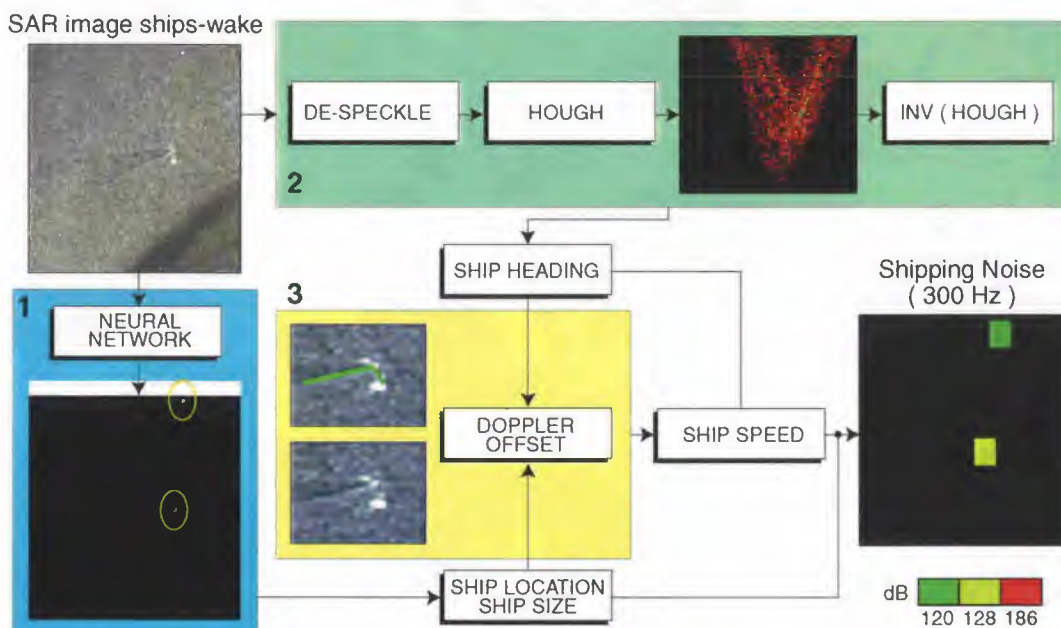 SAR image ships-wake
DE-SPECKLE
HOUGH
INV ( HOUGH )
2
SHIP HEADING
1
NEURAL
NETWORK
3
DOPPLER
OFFSET
SHIP SPEED
Shipping Noise
( 300 Hz )
SHIP LOCATION
SHIP SIZE
dB
120 128 186